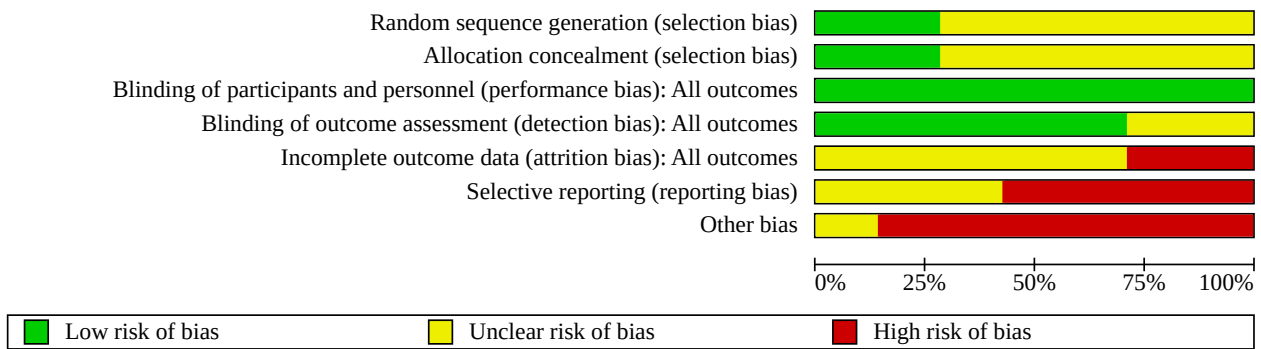 Random sequence generation (selection bias)
Allocation concealment (selection bias)
Blinding of participants and personnel (performance bias): All outcomes
Blinding of outcome assessment (detection bias): All outcomes
Incomplete outcome data (attrition bias): All outcomes
Selective reporting (reporting bias)
Other bias
0% 25% 50% 75% 100%
Low risk of bias Unclear risk of bias High risk of bias